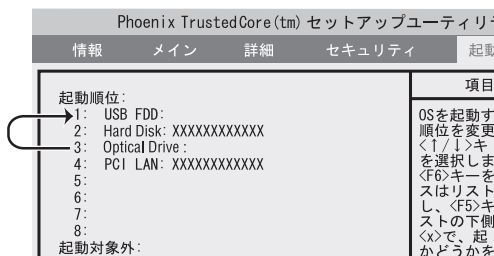 Phoenix TrustedCore(tm) セットアップユーティリテ
情報 メイン 詳細 セキュリティ 起動
項目
起動順位:
1: USB FDD:
2: Hard Disk: XXXXXXXXXXXX
3: Optical Drive :
4: PCI LAN: XXXXXXXXXXXX
5:
6:
7:
8:
起動対象外:
OSを起動す
順位を変更
<↑/↓>キ
を選択しま
<F6>キーを
スはリスト
し、<F5>キ
ストの下側
<x>で、起
かどうかを